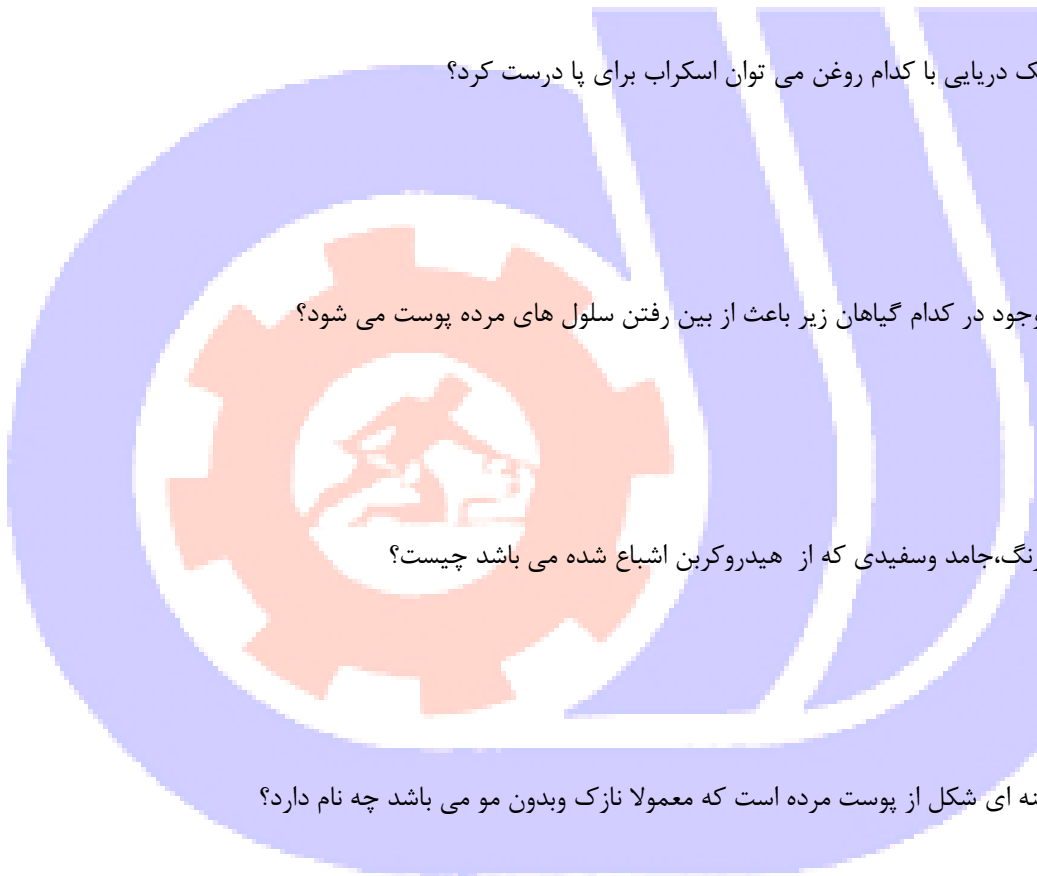 ک دریایی با کدام روغن می توان اسکراب برای پا درست کرد؟
وجود در کدام گیاهان زیر باعث از بین رفتن سلول های مرده پوست می شود؟
رنگ،جامد وسفیدی که از هیدروکربن اشباع شده می باشد چیست؟
نه ای شکل از پوست مرده است که معمولا نازک وبدون مو می باشد چه نام دارد؟